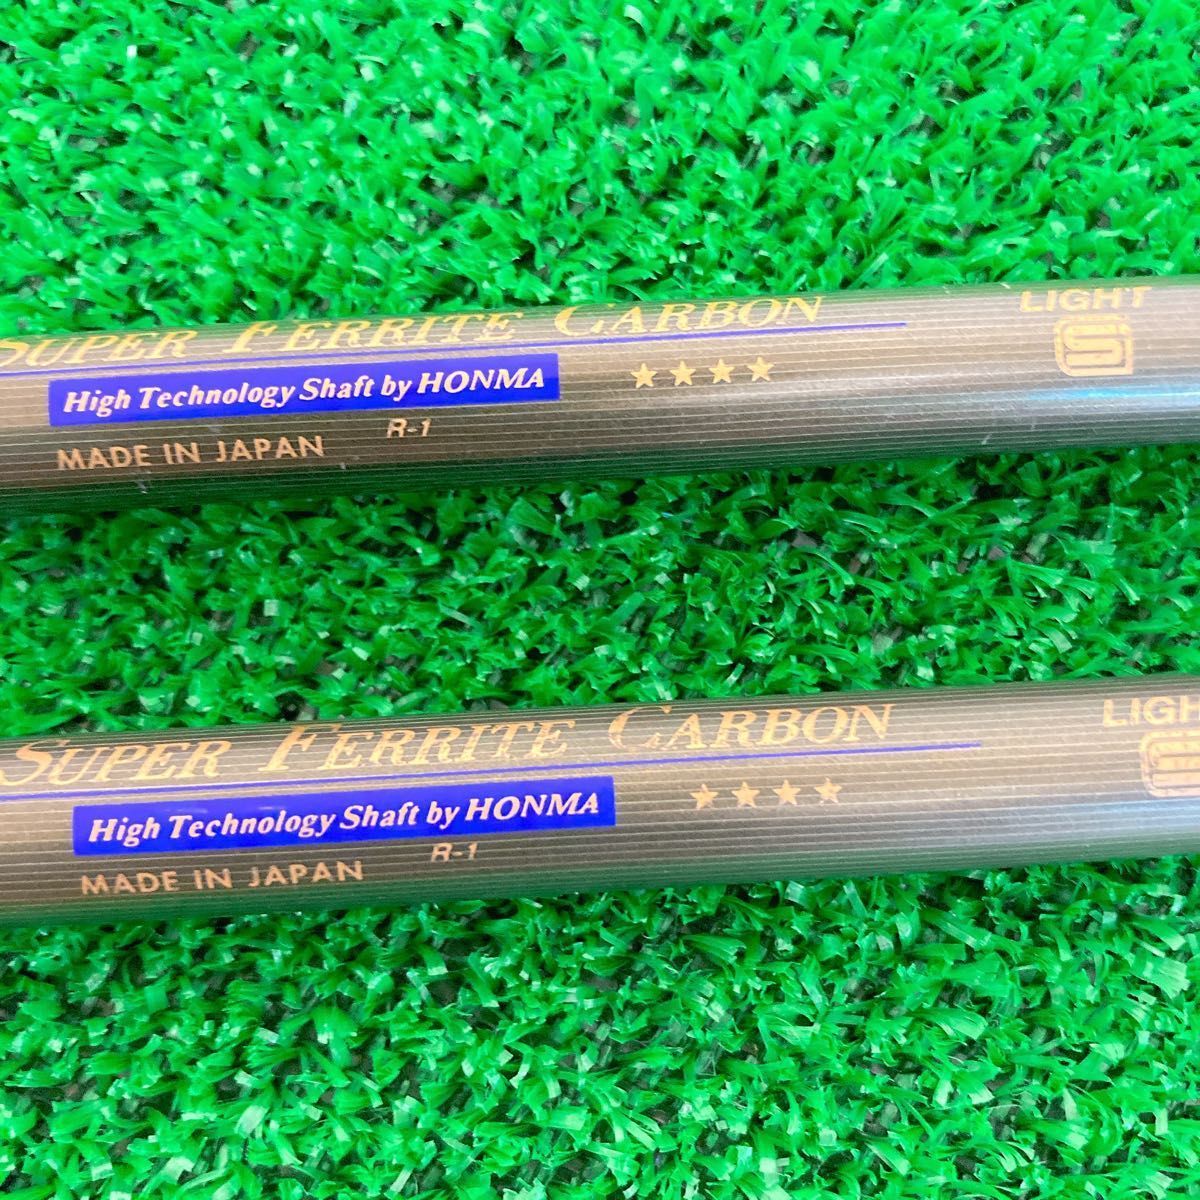 SUPER FERRITE CARBON
LIGHT
S
High Technology Shaft by HONMA ★★★★
MADE IN JAPAN R-1
SUPER FERRITE CARBON
LIGH
S
High Technology Shaft by HONMA ★★★★
MADE IN JAPAN R-1